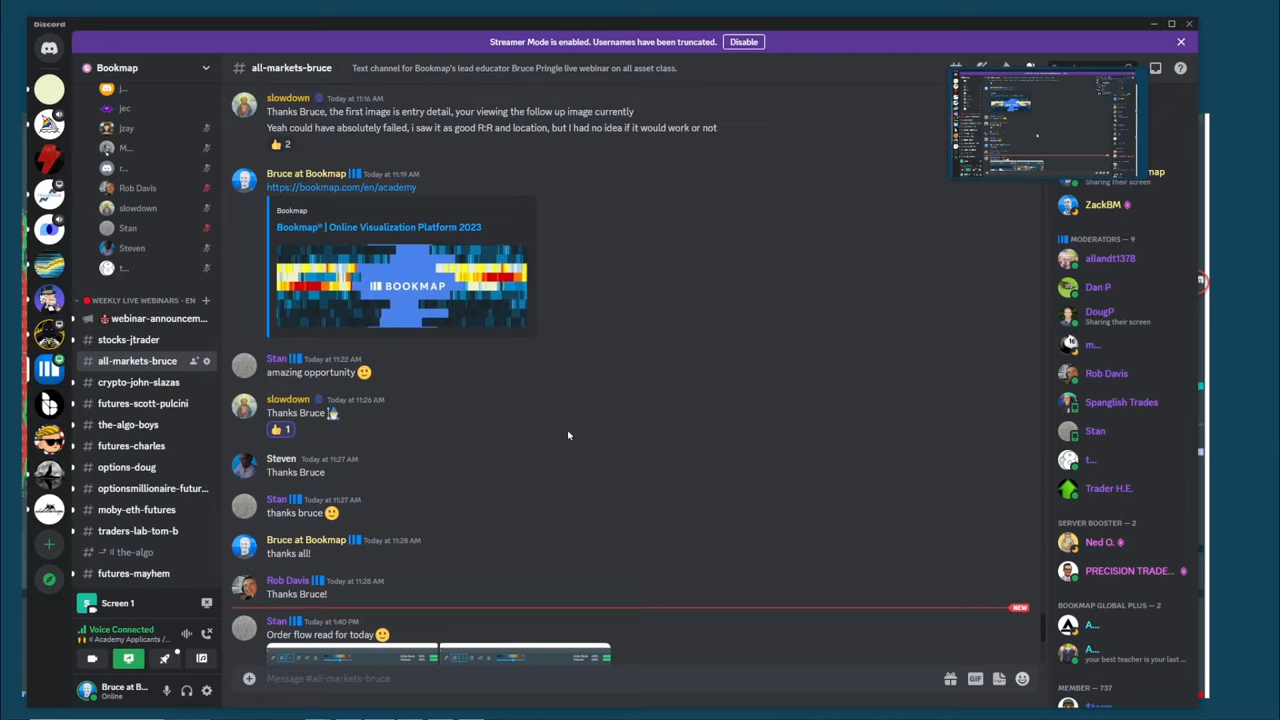 Discord
Streamer Mode is enabled. Usernames have been truncated.
Disable
Bookmap
# all-markets-bruce
Text channel for Bookmap's lead educator Bruce Pringle live webinar on all asset class.
j...
jec
jzay
M...
r...
Rob Davis
slowdown
Stan
Steven
t...
WEEKLY LIVE WEBINARS - EN
webinar-announcem...
# stocks-jtrader
# all-markets-bruce
# crypto-john-slazas
# futures-scott-pulcini
# the-algo-boys
# futures-charles
# options-doug
# optionsmillionaire-futur...
# moby-eth-futures
# traders-lab-tom-b
# the-algo
# futures-mayhem
S Screen 1
Voice Connected
Bruce at B...
Online
slowdown Today at 11:16 AM
Thanks Bruce, the first image is entry detail, your viewing the follow up image currently
Yeah could have absolutely failed, i saw it as good R:R and location, but I had no idea if it would work or not
2
Bruce at Bookmap Today at 11:19 AM
https://bookmap.com/en/academy
Bookmap
Bookmap® | Online Visualization Platform 2023
BOOKMAP
Stan Today at 11:22 AM
amazing opportunity
slowdown Today at 11:26 AM
Thanks Bruce
1
Steven Today at 11:27 AM
Thanks Bruce
Stan Today at 11:27 AM
thanks bruce
Bruce at Bookmap Today at 11:28 AM
thanks all!
Rob Davis Today at 11:28 AM
Thanks Bruce!
NEW
Stan Today at 1:40 PM
Order flow read for today
Message #all-markets-bruce
GIF
Sharing their screen
ZackBM
MODERATORS — 9
allandt1378
Dan P
DougP
Sharing their screen
m...
Rob Davis
Spanglish Trades
Stan
t...
Trader H.E.
SERVER BOOSTER — 2
Ned O.
PRECISION TRADE...
BOOKMAP GLOBAL PLUS — 2
A...
A...
your best teacher is your last ...
MEMBER — 737